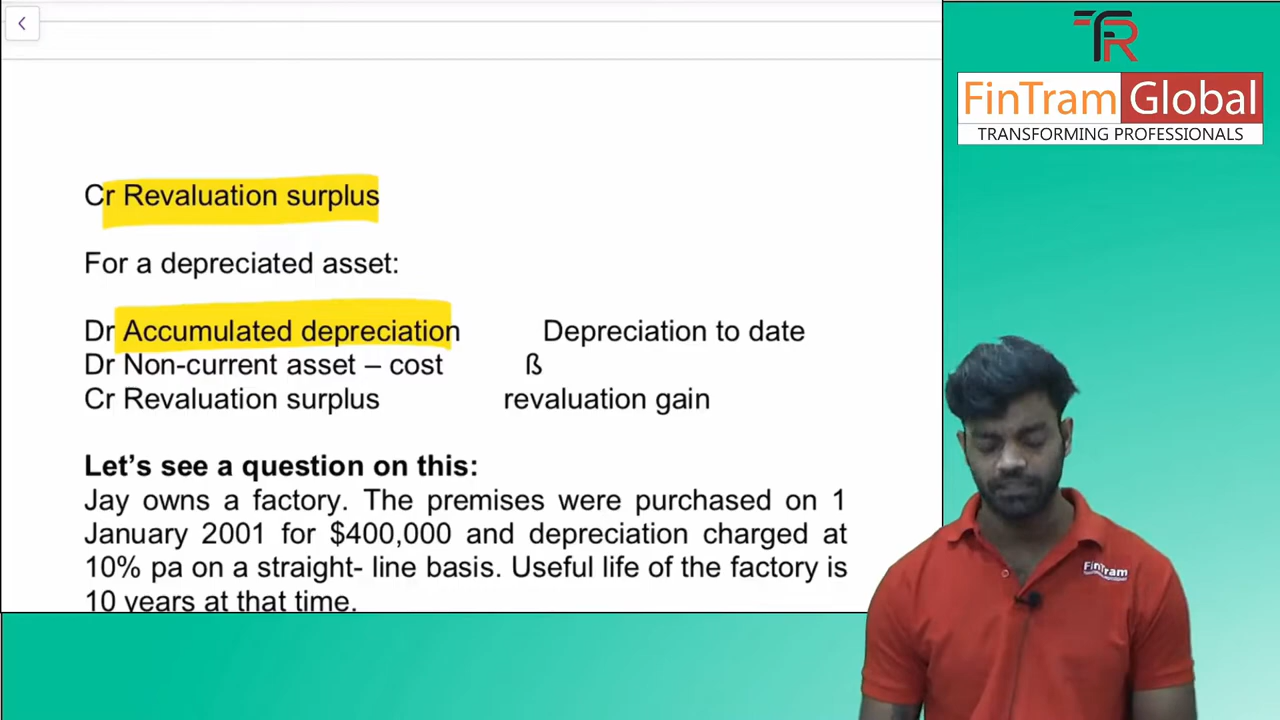 Cr Revaluation surplus
For a depreciated asset:
Dr Accumulated depreciation Depreciation to date
Dr Non-current asset – cost ß
Cr Revaluation surplus revaluation gain
Let’s see a question on this:
Jay owns a factory. The premises were purchased on 1
January 2001 for $400,000 and depreciation charged at
10% pa on a straight- line basis. Useful life of the factory is
10 years at that time.
FR
FinTram Global
TRANSFORMING PROFESSIONALS
FinTram